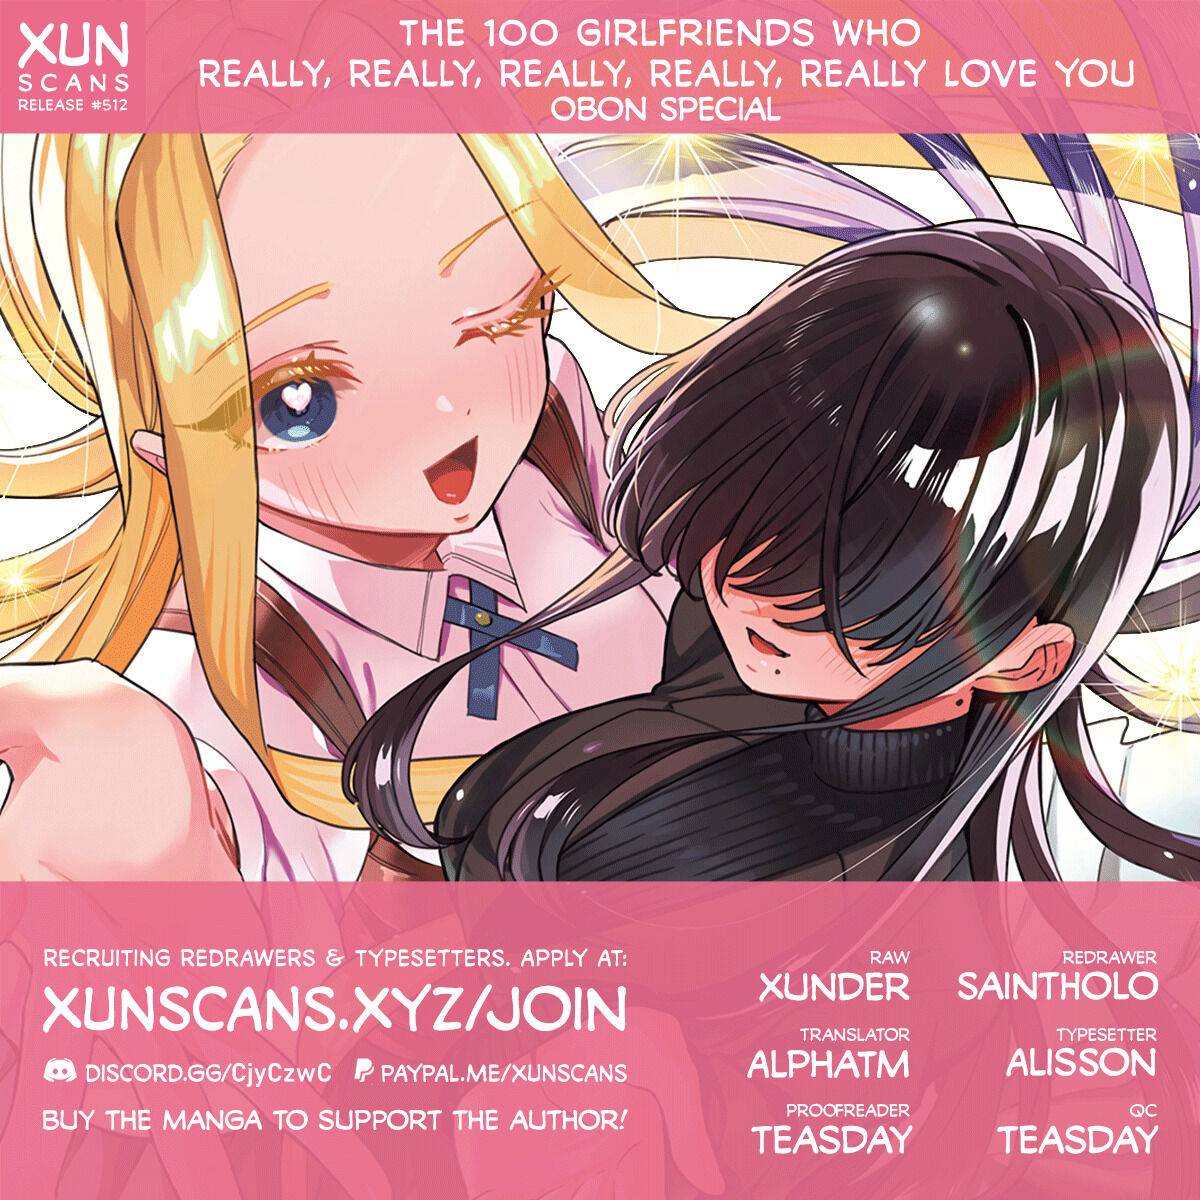 XUN
SCANS
RELEASE #512
THE 100 GIRLFRIENDS WHO
REALLY, REALLY, REALLY, REALLY, REALLY LOVE YOU
OBON SPECIAL
RECRUITING REDRAWERS & TYPESETTERS. APPLY AT:
XUNSCANS.XYZ/JOIN
DISCORD.GG/CjyCzwC PAYPAL.ME/XUNSCANS
BUY THE MANGA TO SUPPORT THE AUTHOR!
RAW
XUNDER
REDRAWER
SAINTHOLO
TRANSLATOR
ALPHATM
TYPESETTER
ALISSON
PROOFREADER
TEASDAY
QC
TEASDAY